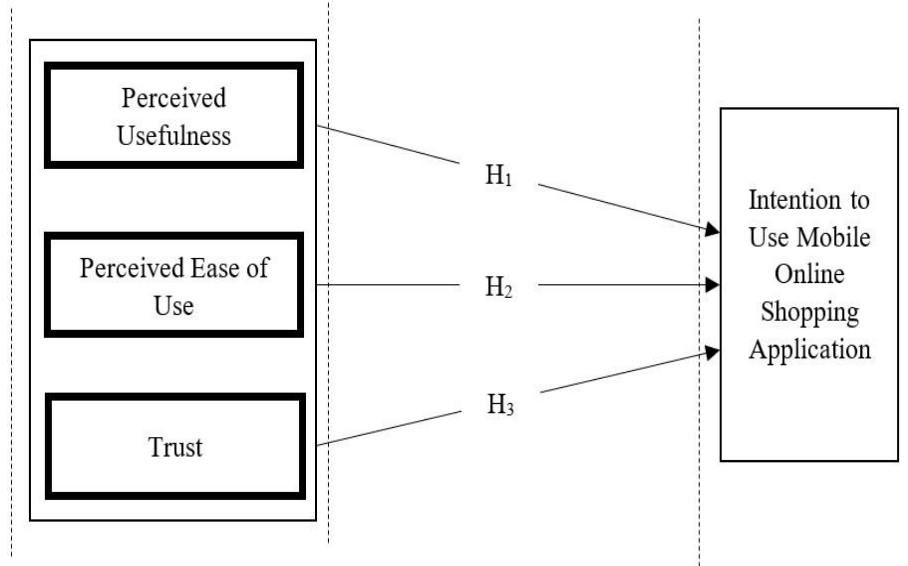 Perceived
Usefulness
H₁
Perceived Ease of
Use
H₂
Trust
H₃
Intention to
Use Mobile
Online
Shopping
Application